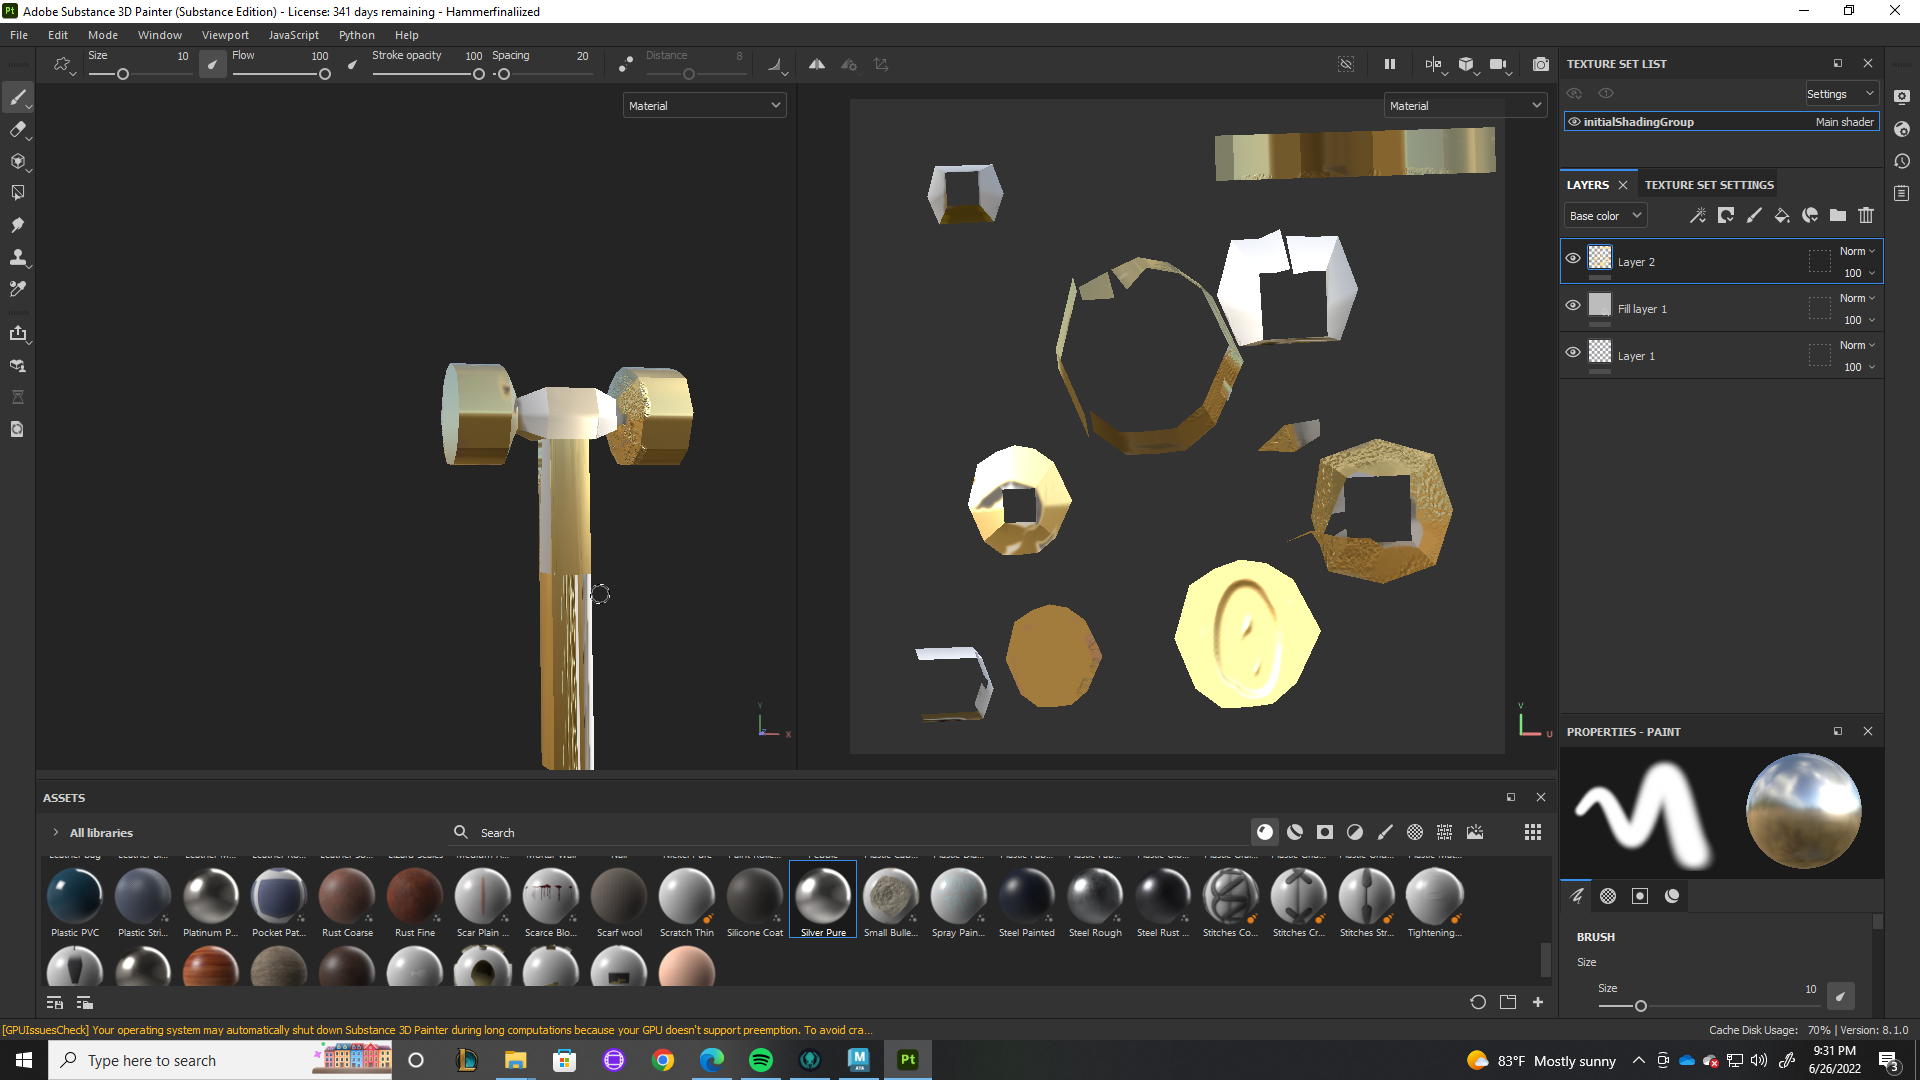 Adobe Substance 3D Painter (Substance Edition) - License: 341 days remaining - Hammerfinaliized
File Edit Mode Window Viewport JavaScript Python Help
Size 10 Flow 100 Stroke opacity 100 Spacing 20 Distance 8
Material
Material
TEXTURE SET LIST
Settings
initialShadingGroup Main shader
LAYERS TEXTURE SET SETTINGS
Base color
Layer 2 Norm 100
Fill layer 1 Norm 100
Layer 1 Norm 100
Y X
V U
PROPERTIES - PAINT
BRUSH
Size
Size 10
ASSETS
All libraries Search
Plastic PVC Plastic Stri... Platinum P... Pocket Pat... Rust Coarse Rust Fine Scar Plain ... Scarce Blo... Scarf wool Scratch Thin Silicone Coat Silver Pure Small Bulle... Spray Pain... Steel Painted Steel Rough Steel Rust ... Stitches Co... Stitches Cr... Stitches Str... Tightening...
[GPUIssuesCheck] Your operating system may automatically shut down Substance 3D Painter during long computations because your GPU doesn't support preemption. To avoid cra...
Cache Disk Usage: 70% | Version: 8.1.0
Type here to search
83°F Mostly sunny
9:31 PM
6/26/2022
3